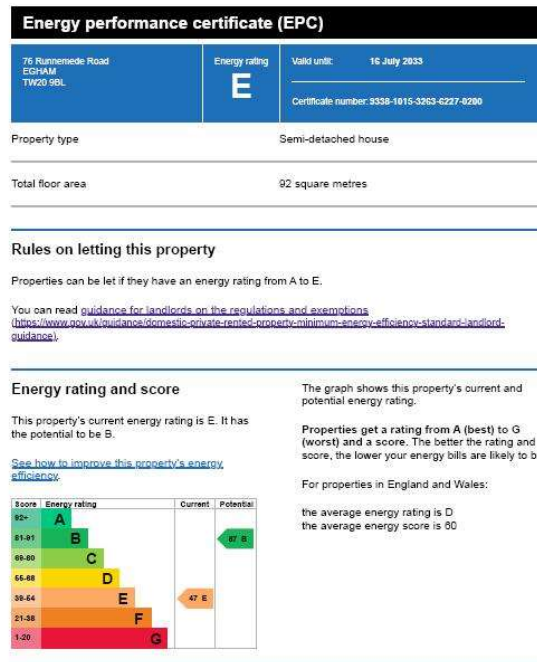 Energy performance certificate (EPC)
76 Runnemede Road
EGHAM
TW20 9BL
Energy rating
E
Valid until: 16 July 2033
Certificate number: 9338-1015-3263-6227-0200
Property type Semi-detached house
Total floor area 92 square metres
Rules on letting this property
Properties can be let if they have an energy rating from A to E.
You can read guidance for landlords on the regulations and exemptions
(https://www.gov.uk/guidance/domestic-private-rented-property-minimum-energy-efficiency-standard-landlord-
guidance).
Energy rating and score
This property's current energy rating is E. It has
the potential to be B.
See how to improve this property's energy
efficiency.
Score Energy rating Current Potential
92+ A
81-91 B 87 B
69-80 C
55-68 D
39-54 E 47 E
21-38 F
1-20 G
The graph shows this property's current and
potential energy rating.
Properties get a rating from A (best) to G
(worst) and a score. The better the rating and
score, the lower your energy bills are likely to b
For properties in England and Wales:
the average energy rating is D
the average energy score is 60